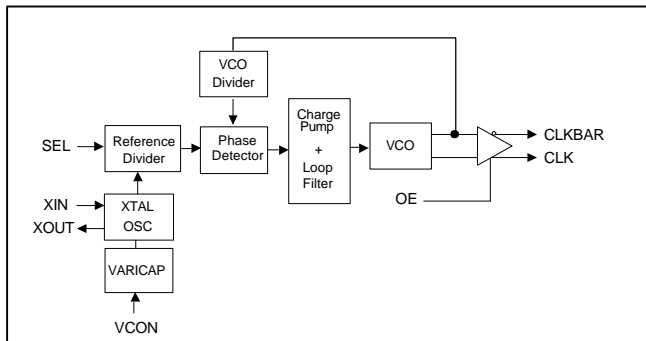 VCO
Divider
SEL
Reference
Divider
Phase
Detector
Charge
Pump
+
Loop
Filter
VCO
CLKBAR
CLK
OE
XIN
XOUT
XTAL
OSC
VARICAP
VCON